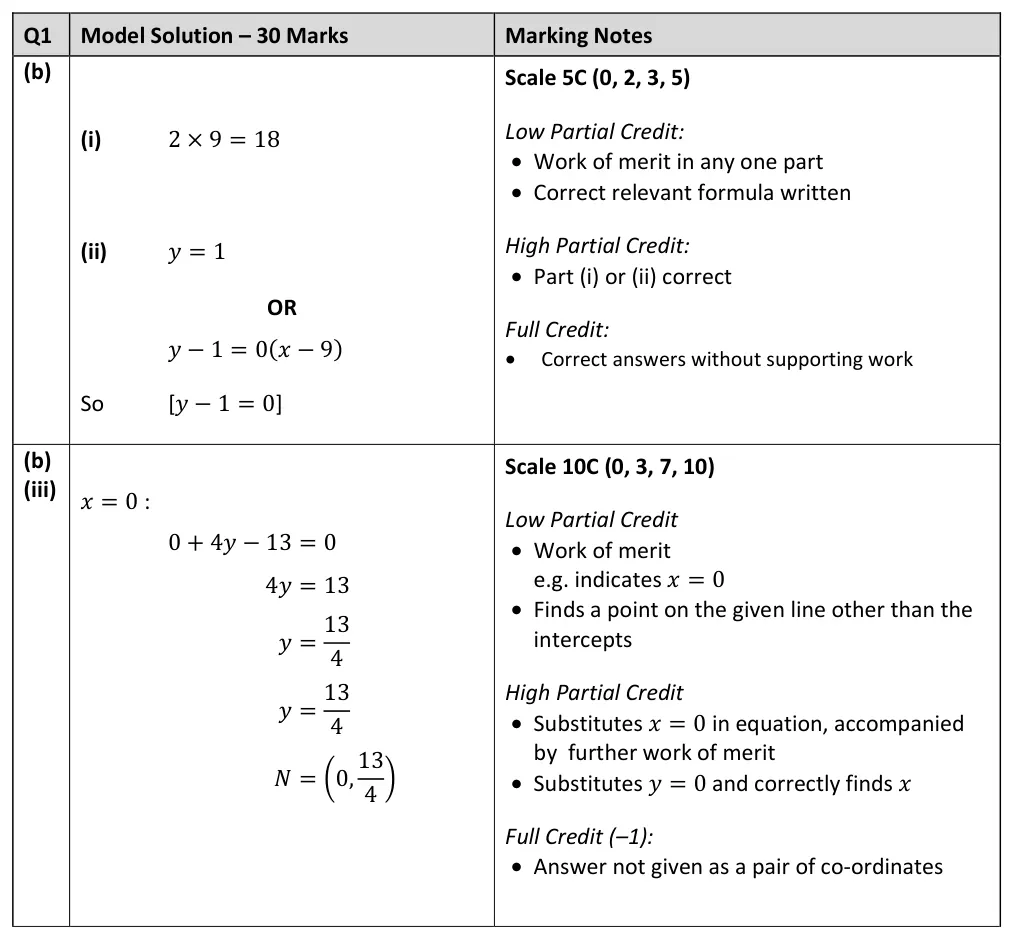 Q1 Model Solution – 30 Marks Marking Notes
(b)
(i) 2 × 9 = 18
(ii) y = 1
OR
y − 1 = 0(x − 9)
So [y − 1 = 0]
Scale 5C (0, 2, 3, 5)
Low Partial Credit:
• Work of merit in any one part
• Correct relevant formula written
High Partial Credit:
• Part (i) or (ii) correct
Full Credit:
• Correct answers without supporting work
(b)
(iii)
x = 0 :
0 + 4y − 13 = 0
4y = 13
y = 13/4
y = 13/4
N = (0, 13/4)
Scale 10C (0, 3, 7, 10)
Low Partial Credit
• Work of merit
e.g. indicates x = 0
• Finds a point on the given line other than the
intercepts
High Partial Credit
• Substitutes x = 0 in equation, accompanied
by further work of merit
• Substitutes y = 0 and correctly finds x
Full Credit (–1):
• Answer not given as a pair of co-ordinates